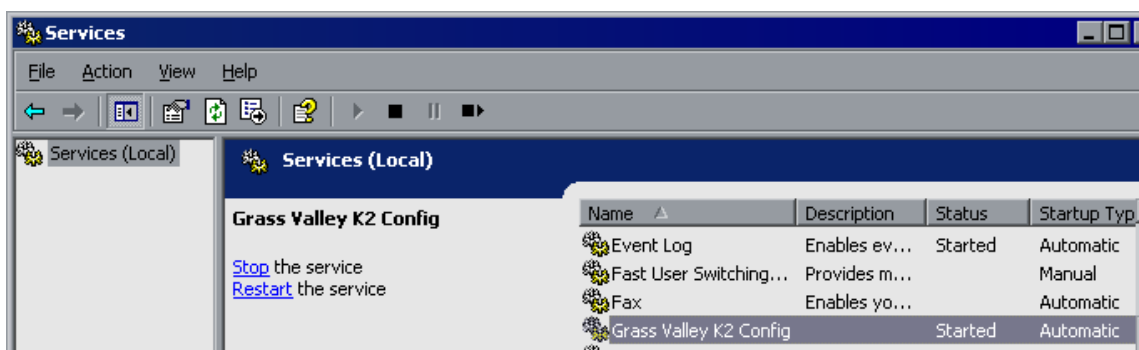 Services
File Action View Help
Services (Local)
Services (Local)
Grass Valley K2 Config
Stop the service
Restart the service
Name Description Status Startup Typ
Event Log Enables ev... Started Automatic
Fast User Switching... Provides m... Manual
Fax Enables yo... Automatic
Grass Valley K2 Config Started Automatic